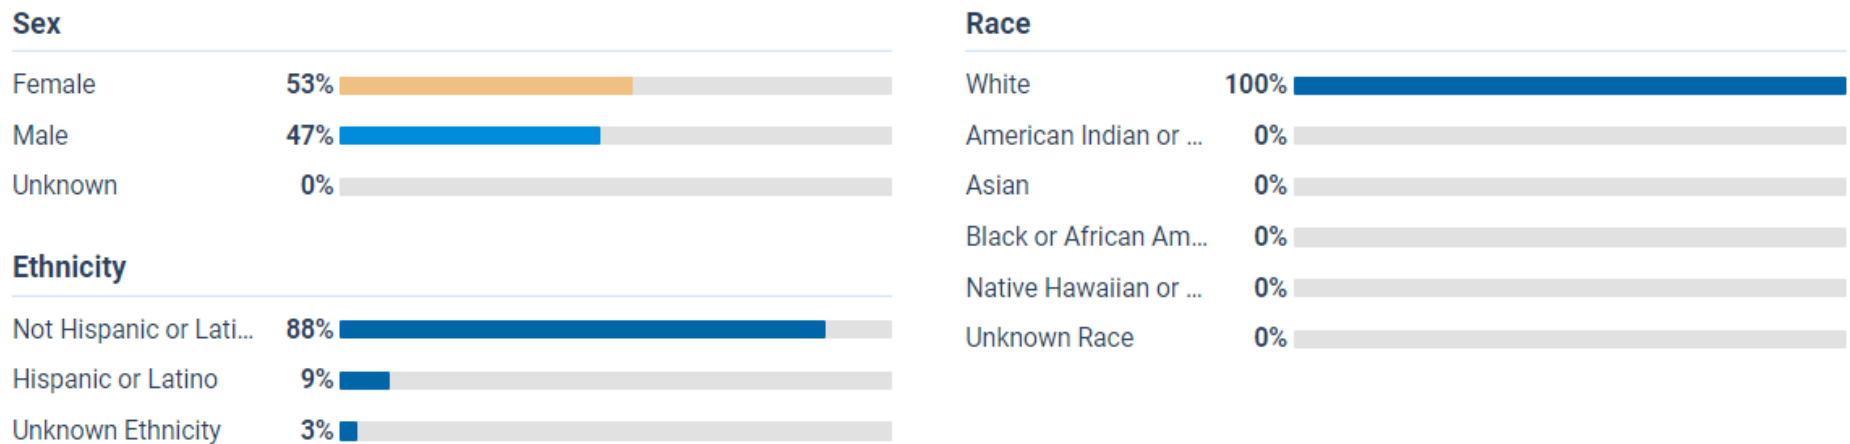 Sex
Female 53%
Male 47%
Unknown 0%
Ethnicity
Not Hispanic or Lati... 88%
Hispanic or Latino 9%
Unknown Ethnicity 3%
Race
White 100%
American Indian or ... 0%
Asian 0%
Black or African Am... 0%
Native Hawaiian or ... 0%
Unknown Race 0%